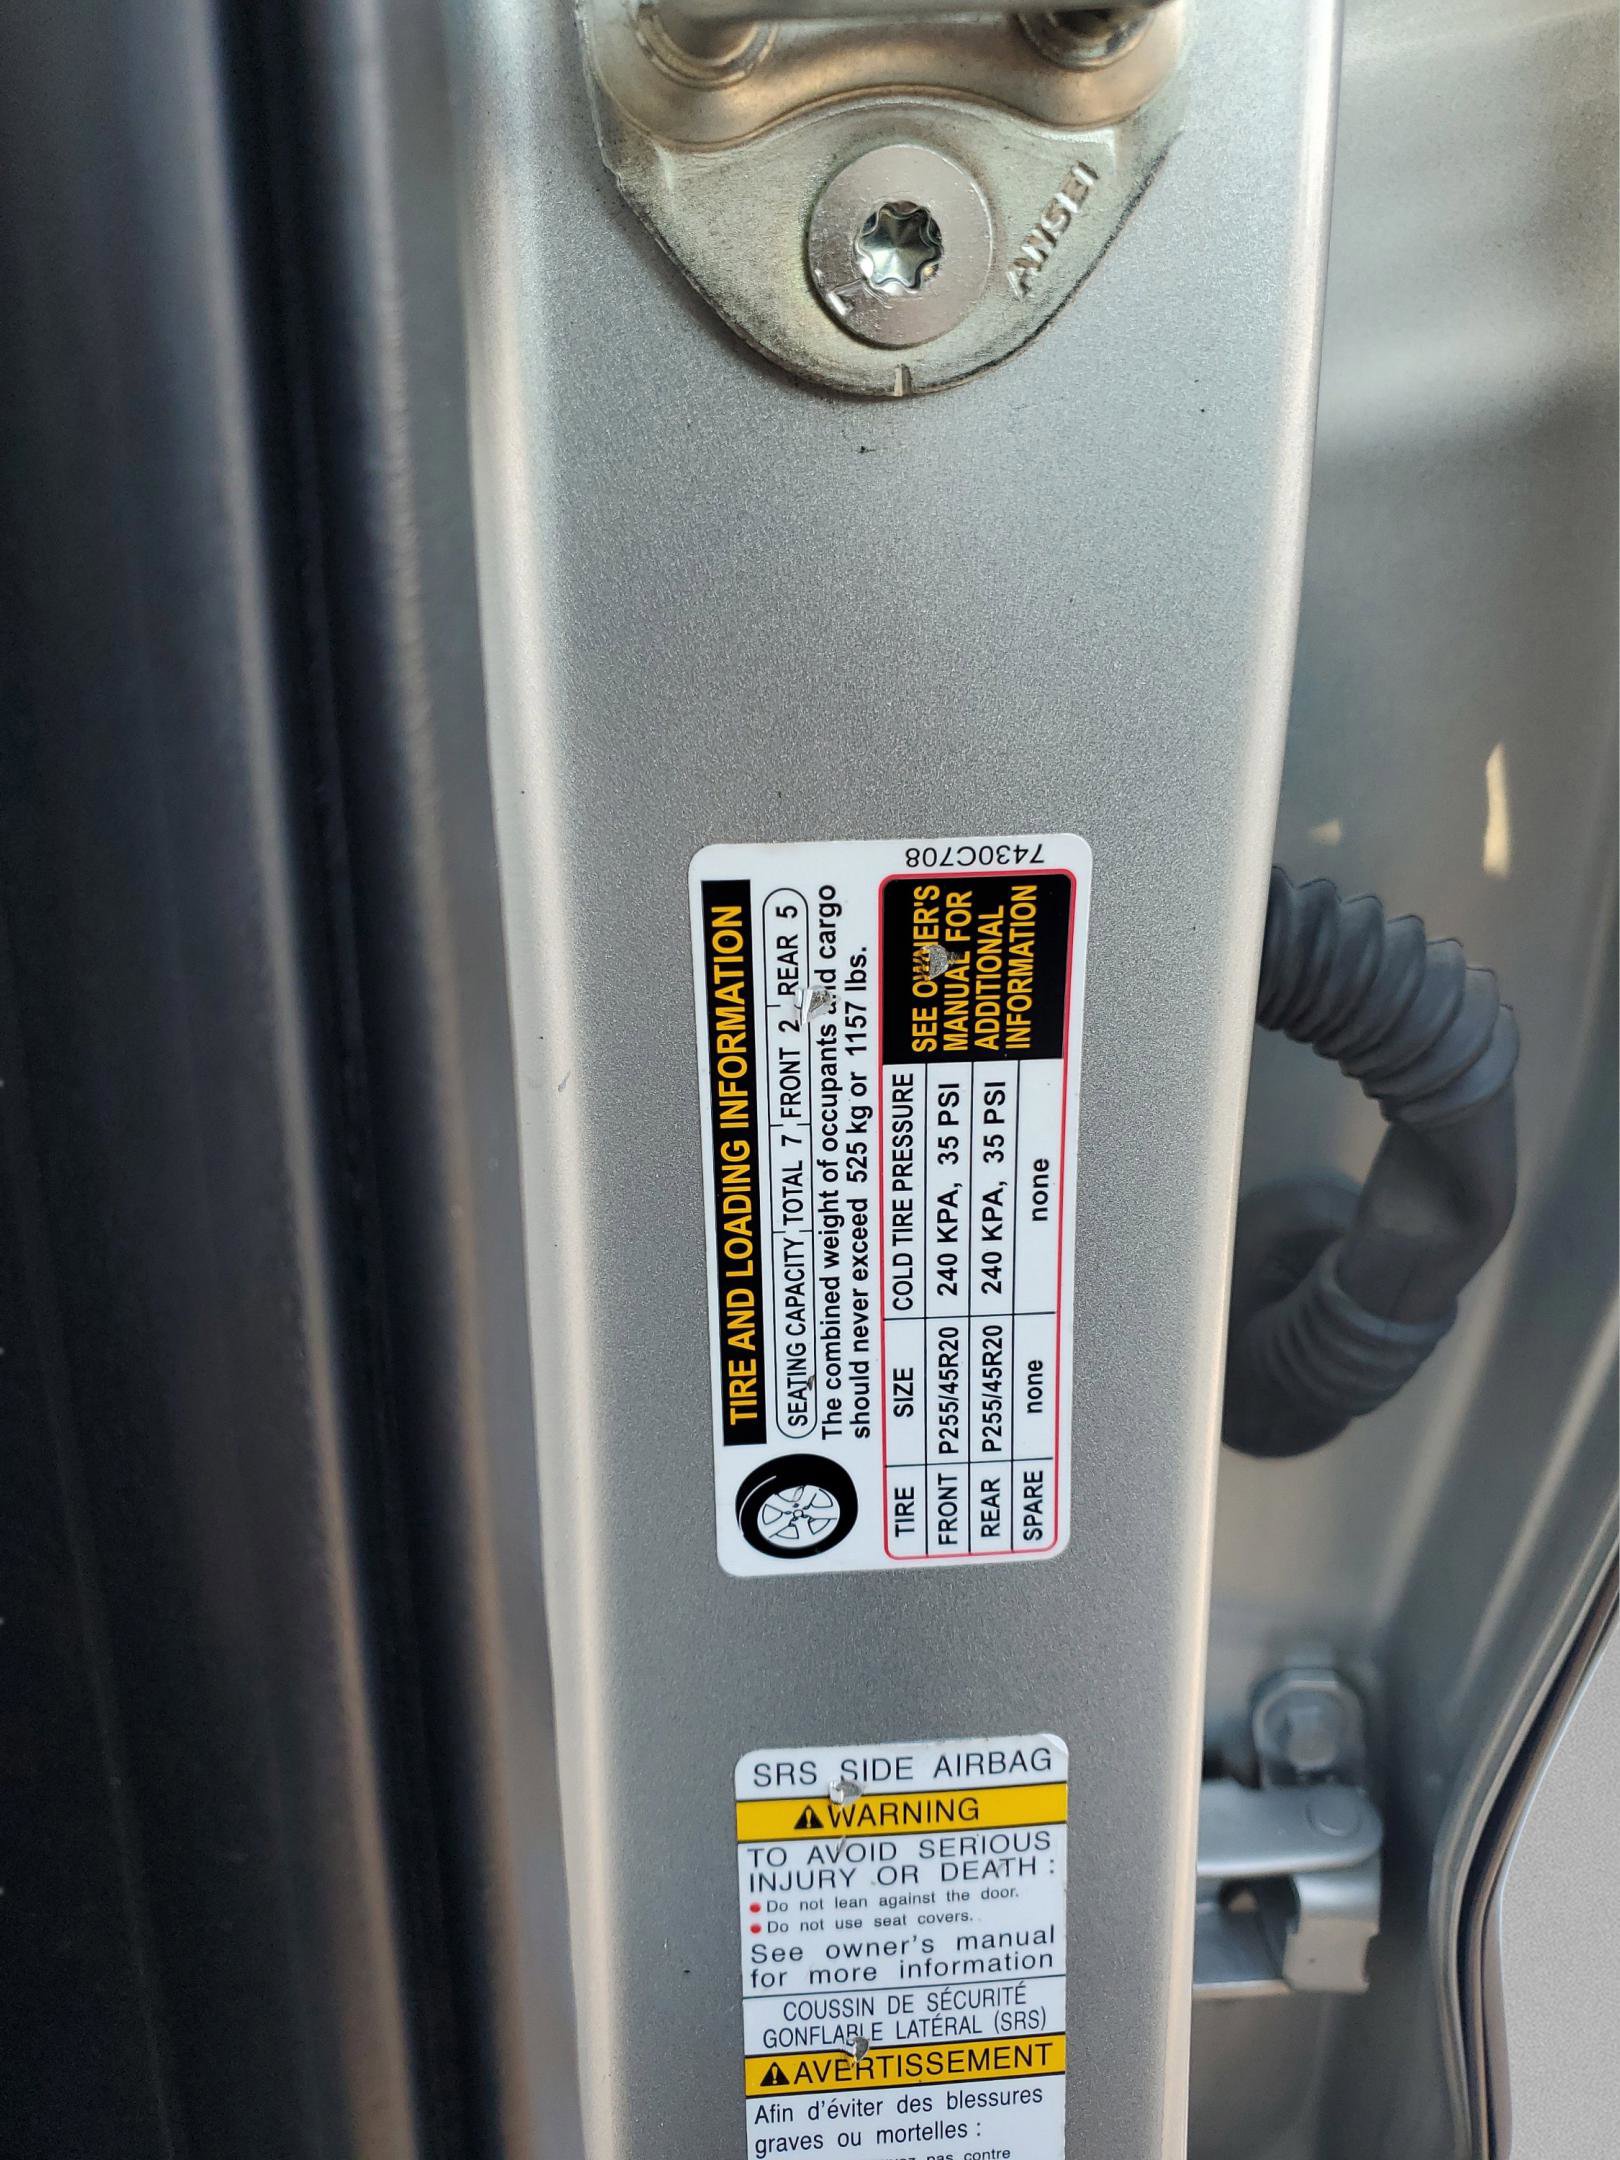 ANSEI
7
TIRE AND LOADING INFORMATION
SEATING CAPACITY TOTAL 7 FRONT 2 REAR 5
The combined weight of occupants and cargo
should never exceed 525 kg or 1157 lbs.
TIRE SIZE COLD TIRE PRESSURE
FRONT P255/45R20 240 KPA, 35 PSI
REAR P255/45R20 240 KPA, 35 PSI
SPARE none none
SEE OWNER'S
MANUAL FOR
ADDITIONAL
INFORMATION
7430C708
SRS SIDE AIRBAG
⚠WARNING
TO AVOID SERIOUS
INJURY OR DEATH :
● Do not lean against the door.
● Do not use seat covers.
See owner's manual
for more information
COUSSIN DE SÉCURITÉ
GONFLABLE LATÉRAL (SRS)
⚠AVERTISSEMENT
Afin d'éviter des blessures
graves ou mortelles :
pas contre